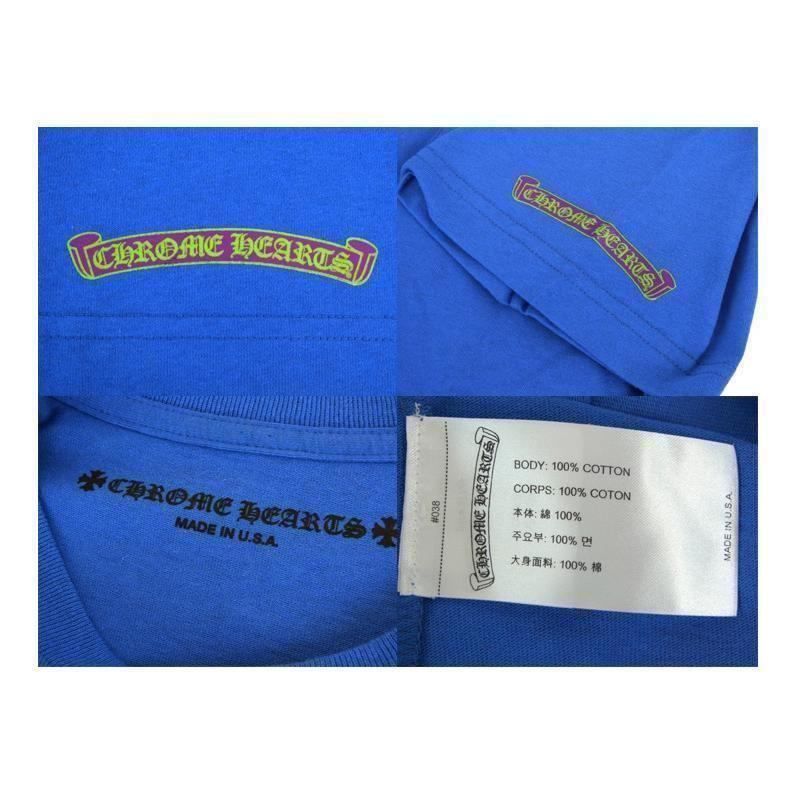 CHROME HEARTS
CHROME HEARTS
CHROME HEARTS
MADE IN U.S.A.
#038
CHROME HEARTS
BODY: 100% COTTON
CORPS: 100% COTON
本体: 綿 100%
주요부: 100% 면
大身面料: 100% 棉
MADE IN U.S.A.